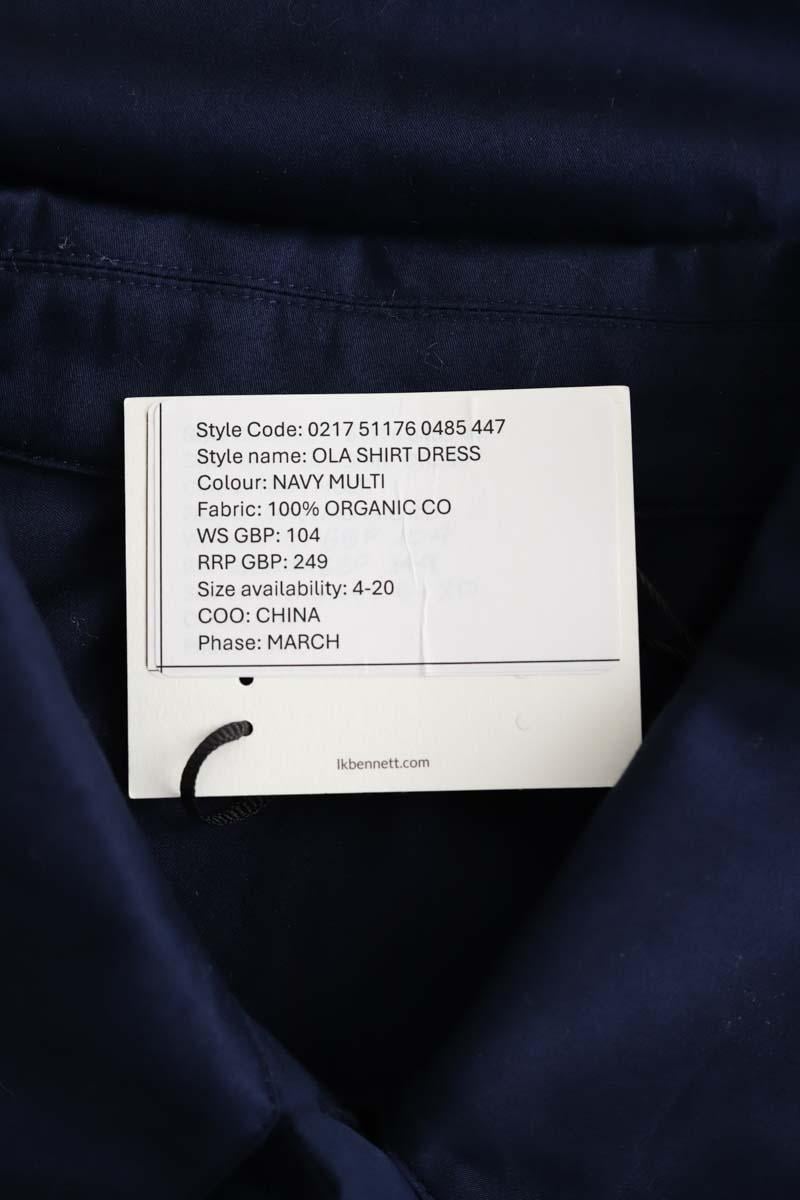 Style Code: 0217 51176 0485 447
Style name: OLA SHIRT DRESS
Colour: NAVY MULTI
Fabric: 100% ORGANIC CO
WS GBP: 104
RRP GBP: 249
Size availability: 4-20
COO: CHINA
Phase: MARCH
lkbennett.com